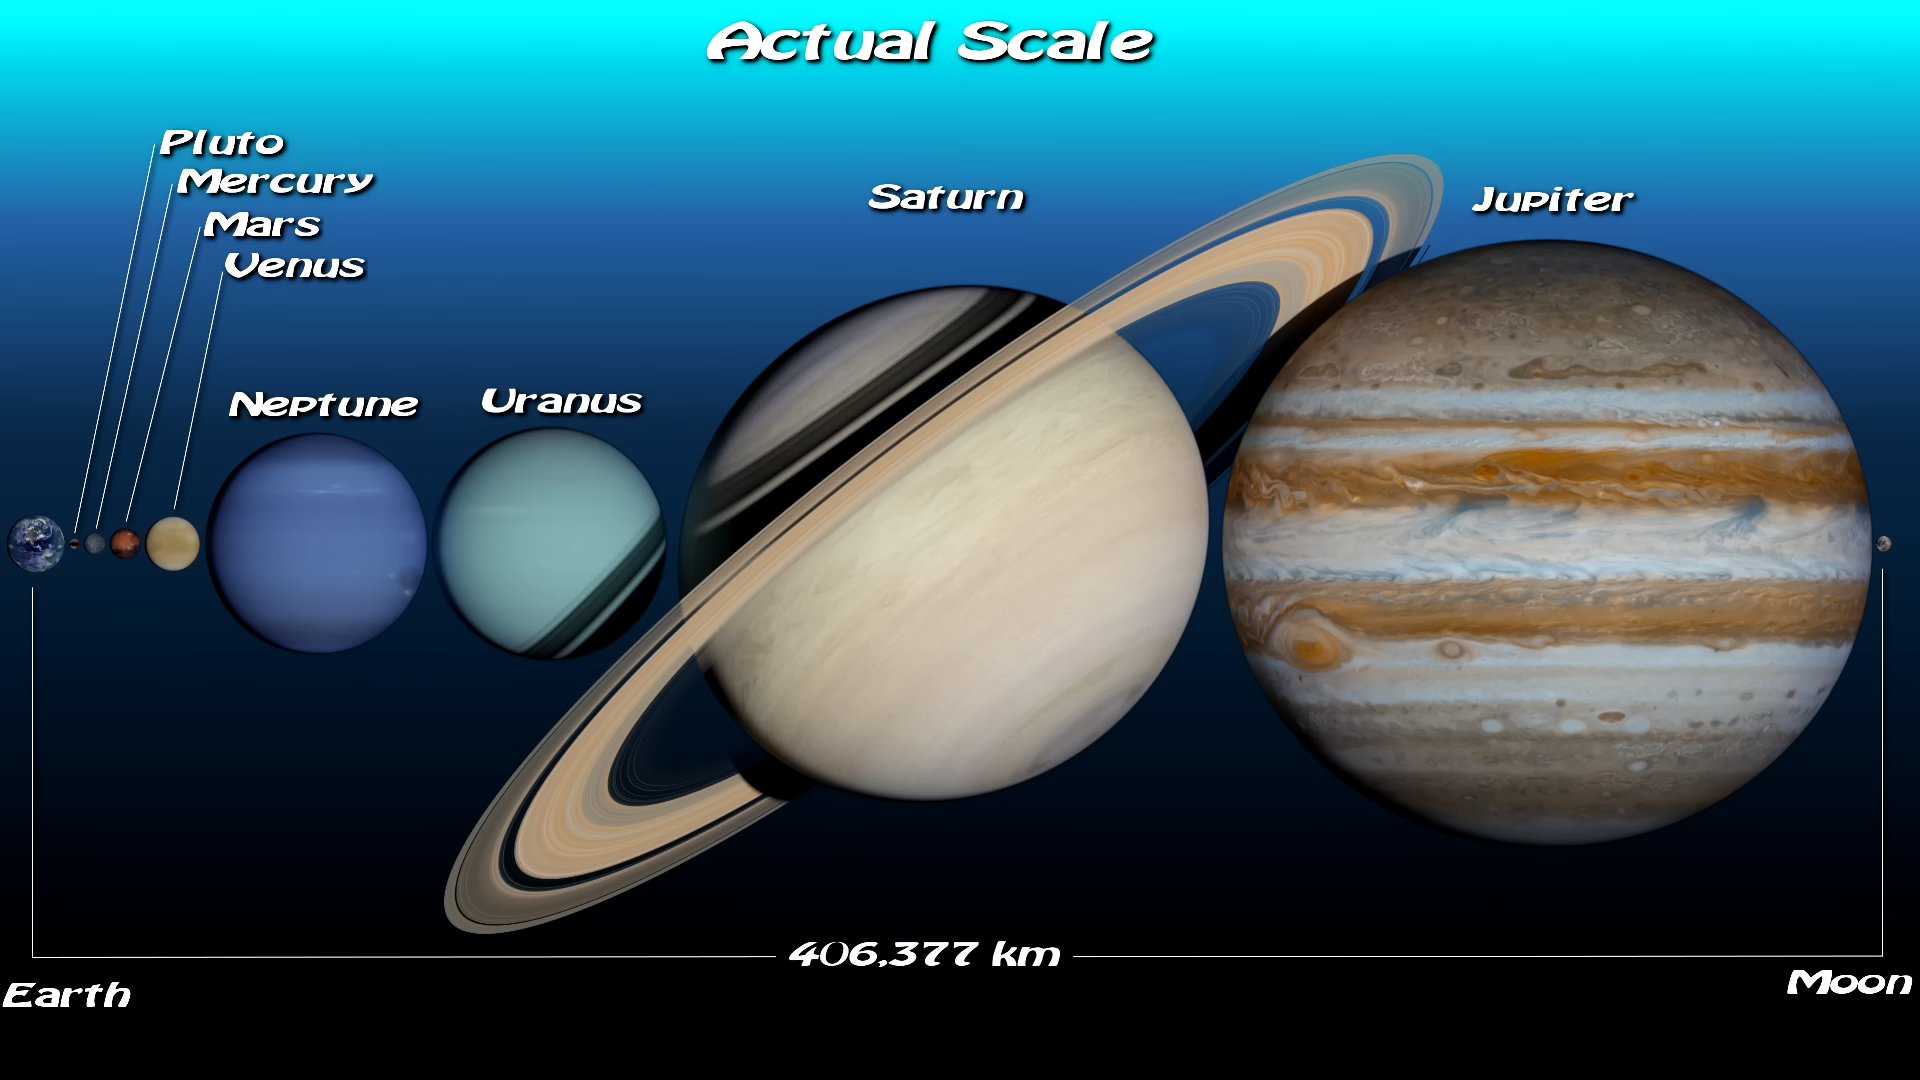 Actual Scale
Pluto
Mercury
Mars
Venus
Saturn
Jupiter
Neptune
Uranus
406,377 km
Earth
Moon